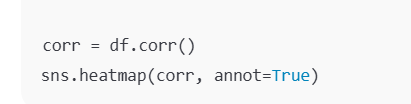 corr = df.corr()
sns.heatmap(corr, annot=True)